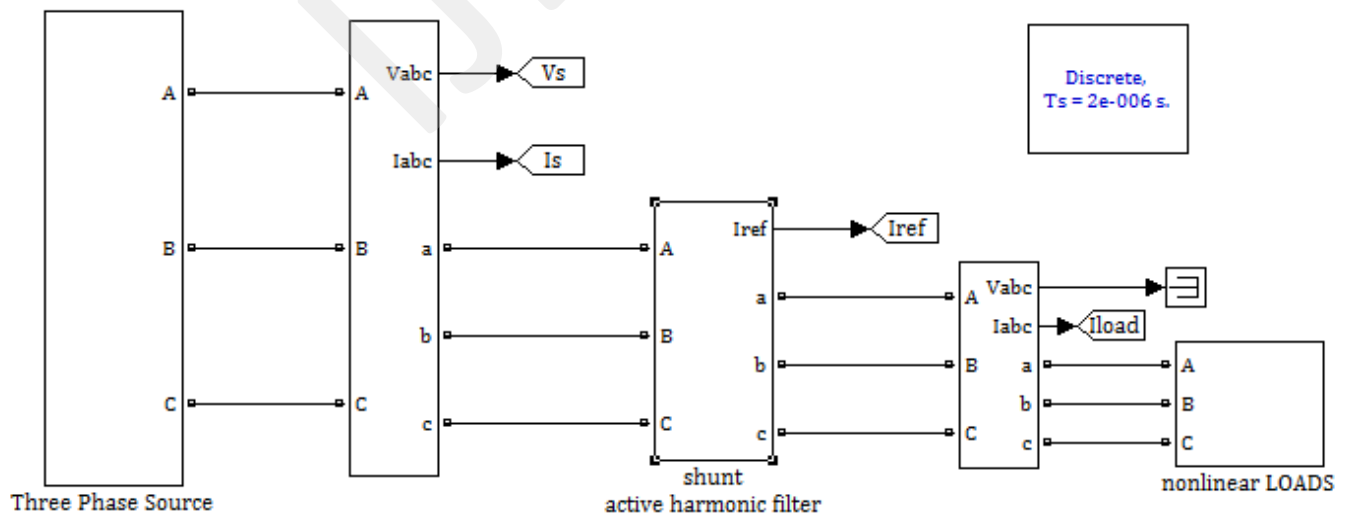 A
B
C
Three Phase Source
A
B
C
Vabc
Iabc
a
b
c
Vs
Is
A
B
C
Iref
a
b
c
shunt
active harmonic filter
Iref
Discrete,
Ts = 2e-006 s.
A
B
C
Vabc
Iabc
a
b
c
Iload
A
B
C
nonlinear LOADS